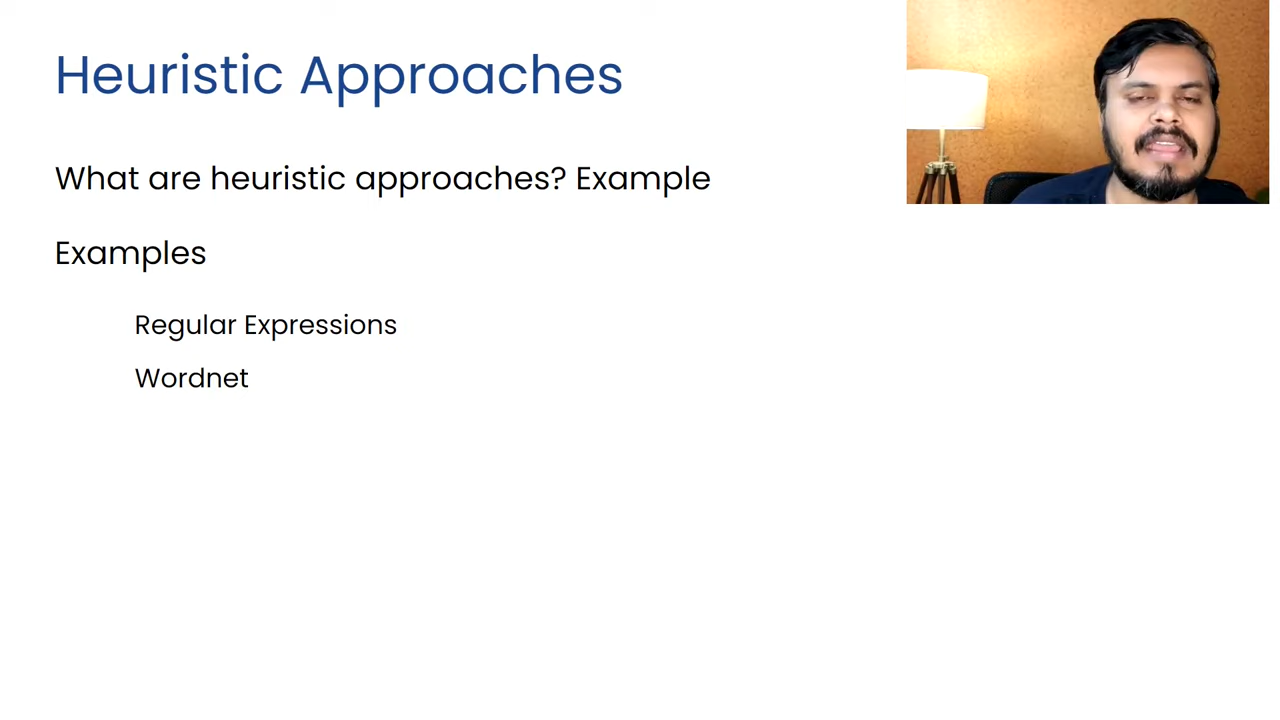 Heuristic Approaches
What are heuristic approaches? Example
Examples
Regular Expressions
Wordnet